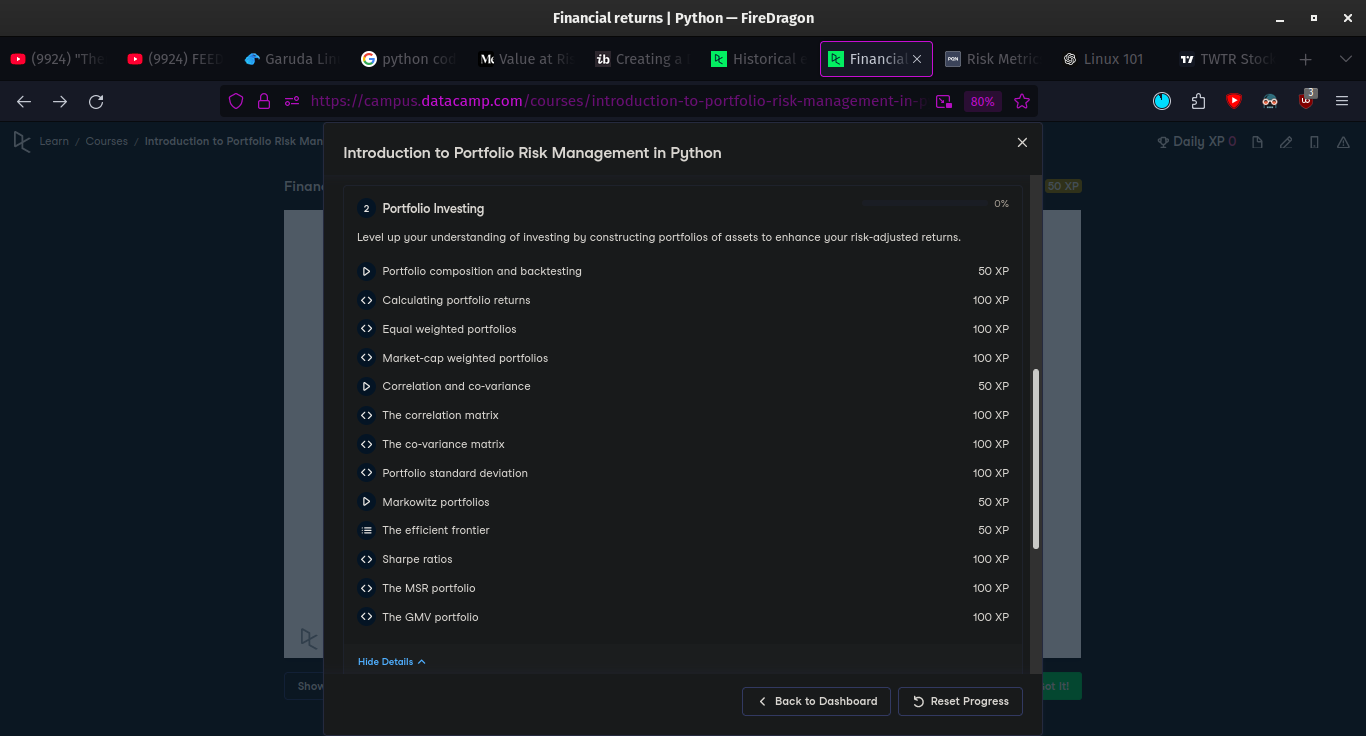 Financial returns | Python — FireDragon
(9924) "The
(9924) FEED
Garuda Lin
python cod
Value at Ris
Creating a
Historical e
Financial
Risk Metric
Linux 101
TWTR Stock
https://campus.datacamp.com/courses/introduction-to-portfolio-risk-management-in-p
80%
3
Learn / Courses / Introduction to Portfolio Risk Man
Daily XP 0
Introduction to Portfolio Risk Management in Python
Finan
50 XP
2 Portfolio Investing 0%
Level up your understanding of investing by constructing portfolios of assets to enhance your risk-adjusted returns.
Portfolio composition and backtesting 50 XP
Calculating portfolio returns 100 XP
Equal weighted portfolios 100 XP
Market-cap weighted portfolios 100 XP
Correlation and co-variance 50 XP
The correlation matrix 100 XP
The co-variance matrix 100 XP
Portfolio standard deviation 100 XP
Markowitz portfolios 50 XP
The efficient frontier 50 XP
Sharpe ratios 100 XP
The MSR portfolio 100 XP
The GMV portfolio 100 XP
Hide Details
Show
ot It!
Back to Dashboard
Reset Progress